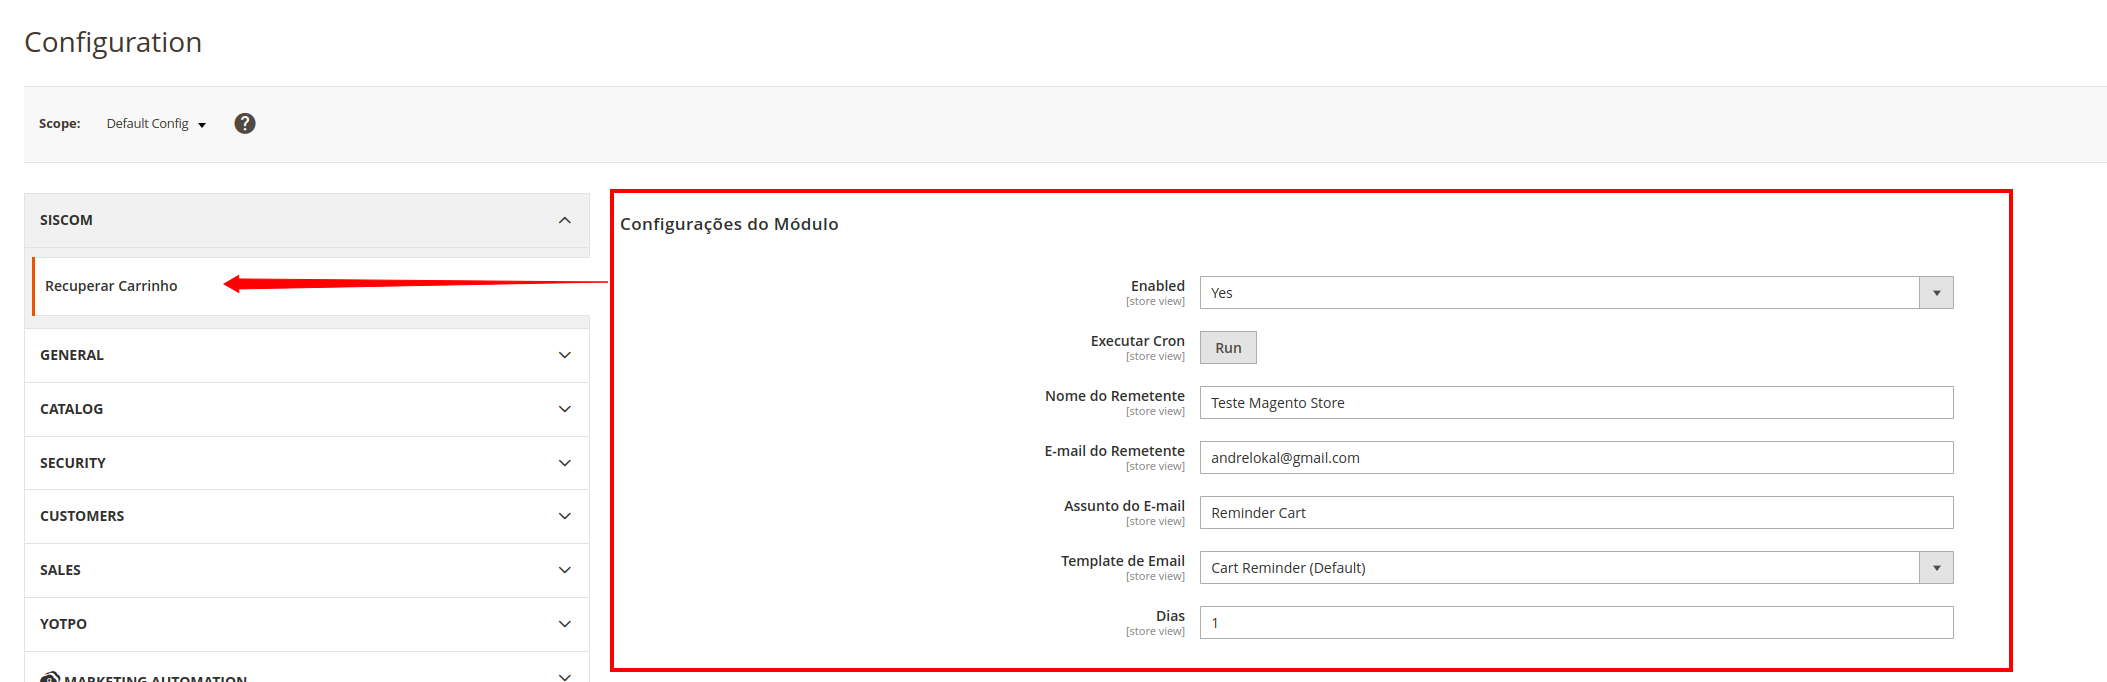 Configuration
Scope: Default Config ?
SISCOM
Recuperar Carrinho
GENERAL
CATALOG
SECURITY
CUSTOMERS
SALES
YOTPO
MARKETING AUTOMATION
Configurações do Módulo
Enabled Yes
[store view]
Executar Cron Run
[store view]
Nome do Remetente Teste Magento Store
[store view]
E-mail do Remetente andrelokal@gmail.com
[store view]
Assunto do E-mail Reminder Cart
[store view]
Template de Email Cart Reminder (Default)
[store view]
Dias 1
[store view]